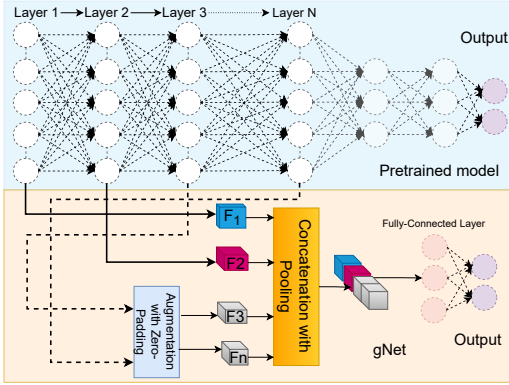 Layer 1 Layer 2 Layer 3 Layer N
Output
Pretrained model
F1
F2
F3
Fn
Augmentation
with Zero-
Padding
Concatenation with
Pooling
Fully-Connected Layer
gNet
Output